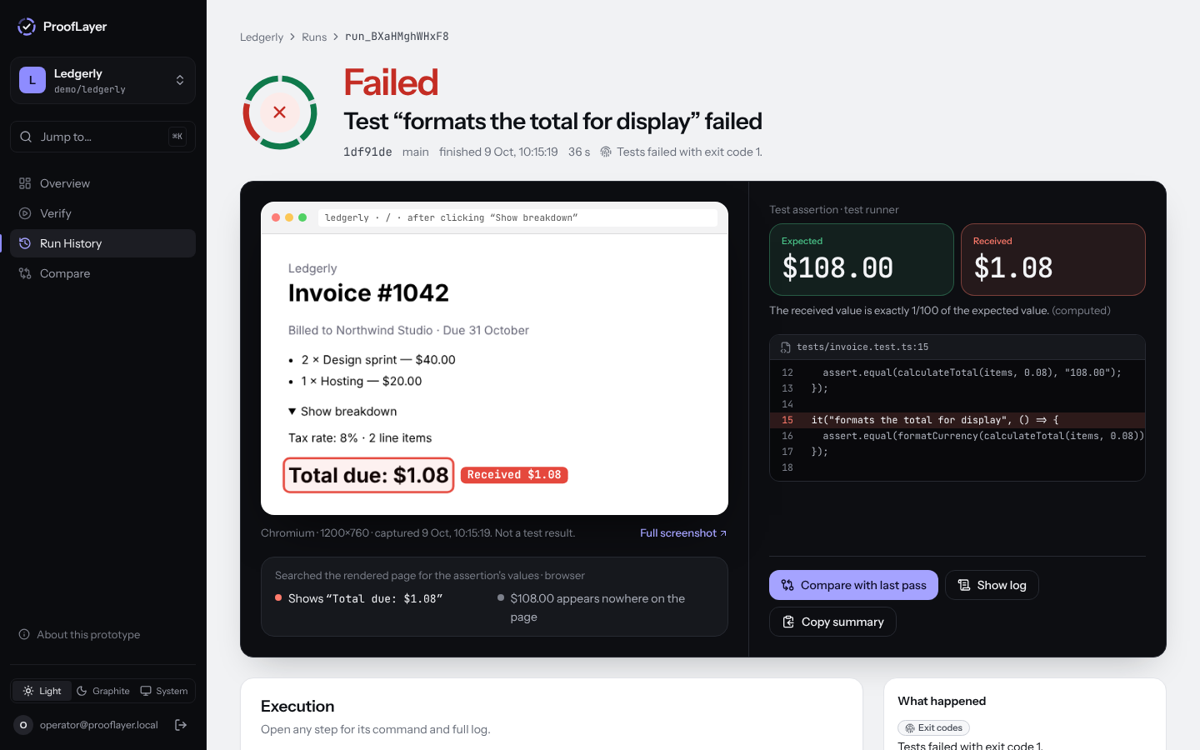 ProofLayer
L
Ledgerly
demo/ledgerly
Jump to...
⌘K
Overview
Verify
Run History
Compare
About this prototype
Light
Graphite
System
O
operator@prooflayer.local
Ledgerly > Runs > run_BXaHMghWHxF8
Failed
Test “formats the total for display” failed
1df91de main finished 9 Oct, 10:15:19 36 s Tests failed with exit code 1.
ledgerly · / · after clicking “Show breakdown”
Ledgerly
Invoice #1042
Billed to Northwind Studio · Due 31 October
• 2 × Design sprint — $40.00
• 1 × Hosting — $20.00
▼ Show breakdown
Tax rate: 8% · 2 line items
Total due: $1.08
Received $1.08
Chromium · 1200×760 · captured 9 Oct, 10:15:19. Not a test result.
Full screenshot ↗
Searched the rendered page for the assertion's values · browser
Shows “Total due: $1.08”
$108.00 appears nowhere on the
page
Test assertion · test runner
Expected
$108.00
Received
$1.08
The received value is exactly 1/100 of the expected value. (computed)
tests/invoice.test.ts:15
12 assert.equal(calculateTotal(items, 0.08), "108.00");
13 });
14
15 it("formats the total for display", () => {
16 assert.equal(formatCurrency(calculateTotal(items, 0.08))
17 });
18
Compare with last pass
Show log
Copy summary
Execution
Open any step for its command and full log.
What happened
Exit codes
Tests failed with exit code 1.